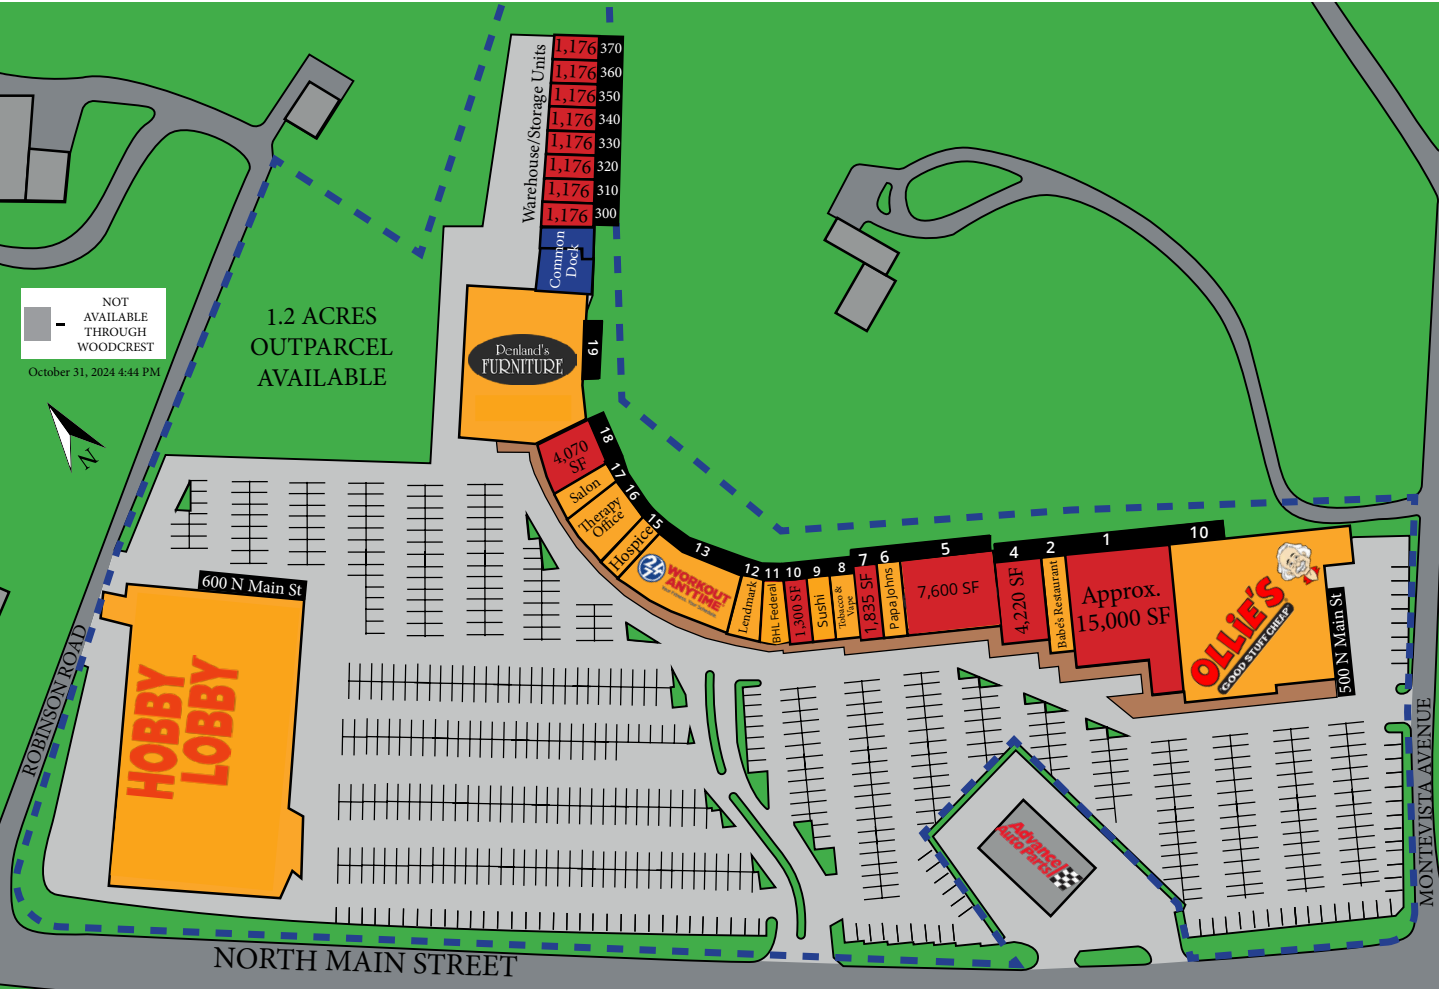 Warehouse/Storage Units
1,176 370
1,176 360
1,176 350
1,176 340
1,176 330
1,176 320
1,176 310
1,176 300
Common
Dock
NOT
AVAILABLE
THROUGH
WOODCREST
October 31, 2024 4:44 PM
N
1.2 ACRES
OUTPARCEL
AVAILABLE
Penland's
FURNITURE
19
4,070
SF
18
Salon
17
Therapy
Office
16
Hospice
15
24
WORKOUT
ANYTIME
13
Landmark
12
BHL Federal
11
1,300 SF
10
Sushi
9
Tobacco &
Vape
8
1,835 SF
7
Papa Johns
6
7,600 SF
5
4,220 SF
4
Babe's Restaurant
2
Approx.
15,000 SF
1
10
OLLIE'S
GOOD STUFF CHEAP
500 N Main St
600 N Main St
HOBBY
LOBBY
Advance
Auto Parts
ROBINSON ROAD
MONTEVISTA AVENUE
NORTH MAIN STREET